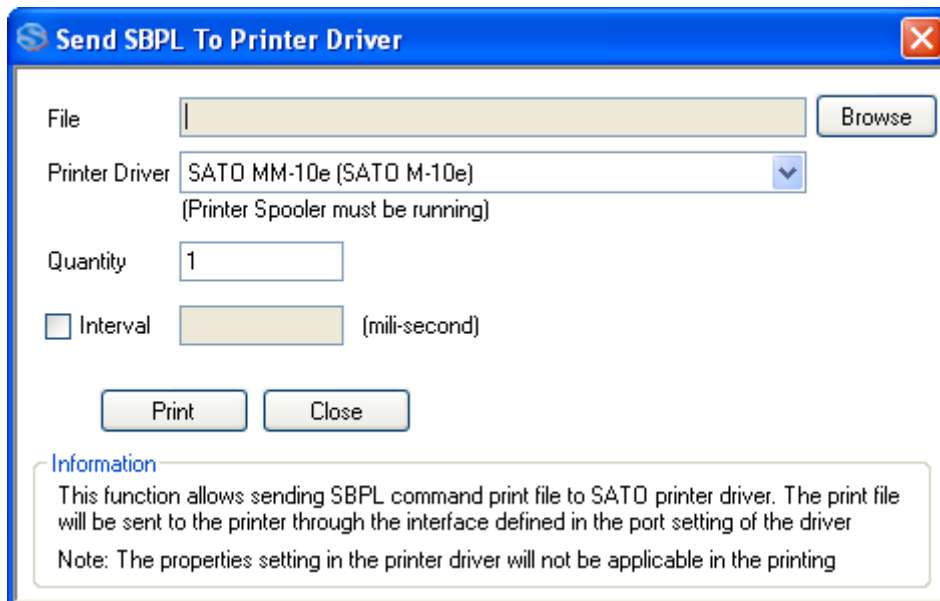 Send SBPL To Printer Driver
File
Browse
Printer Driver SATO MM-10e (SATO M-10e)
(Printer Spooler must be running)
Quantity 1
Interval (mili-second)
Print Close
Information
This function allows sending SBPL command print file to SATO printer driver. The print file
will be sent to the printer through the interface defined in the port setting of the driver
Note: The properties setting in the printer driver will not be applicable in the printing